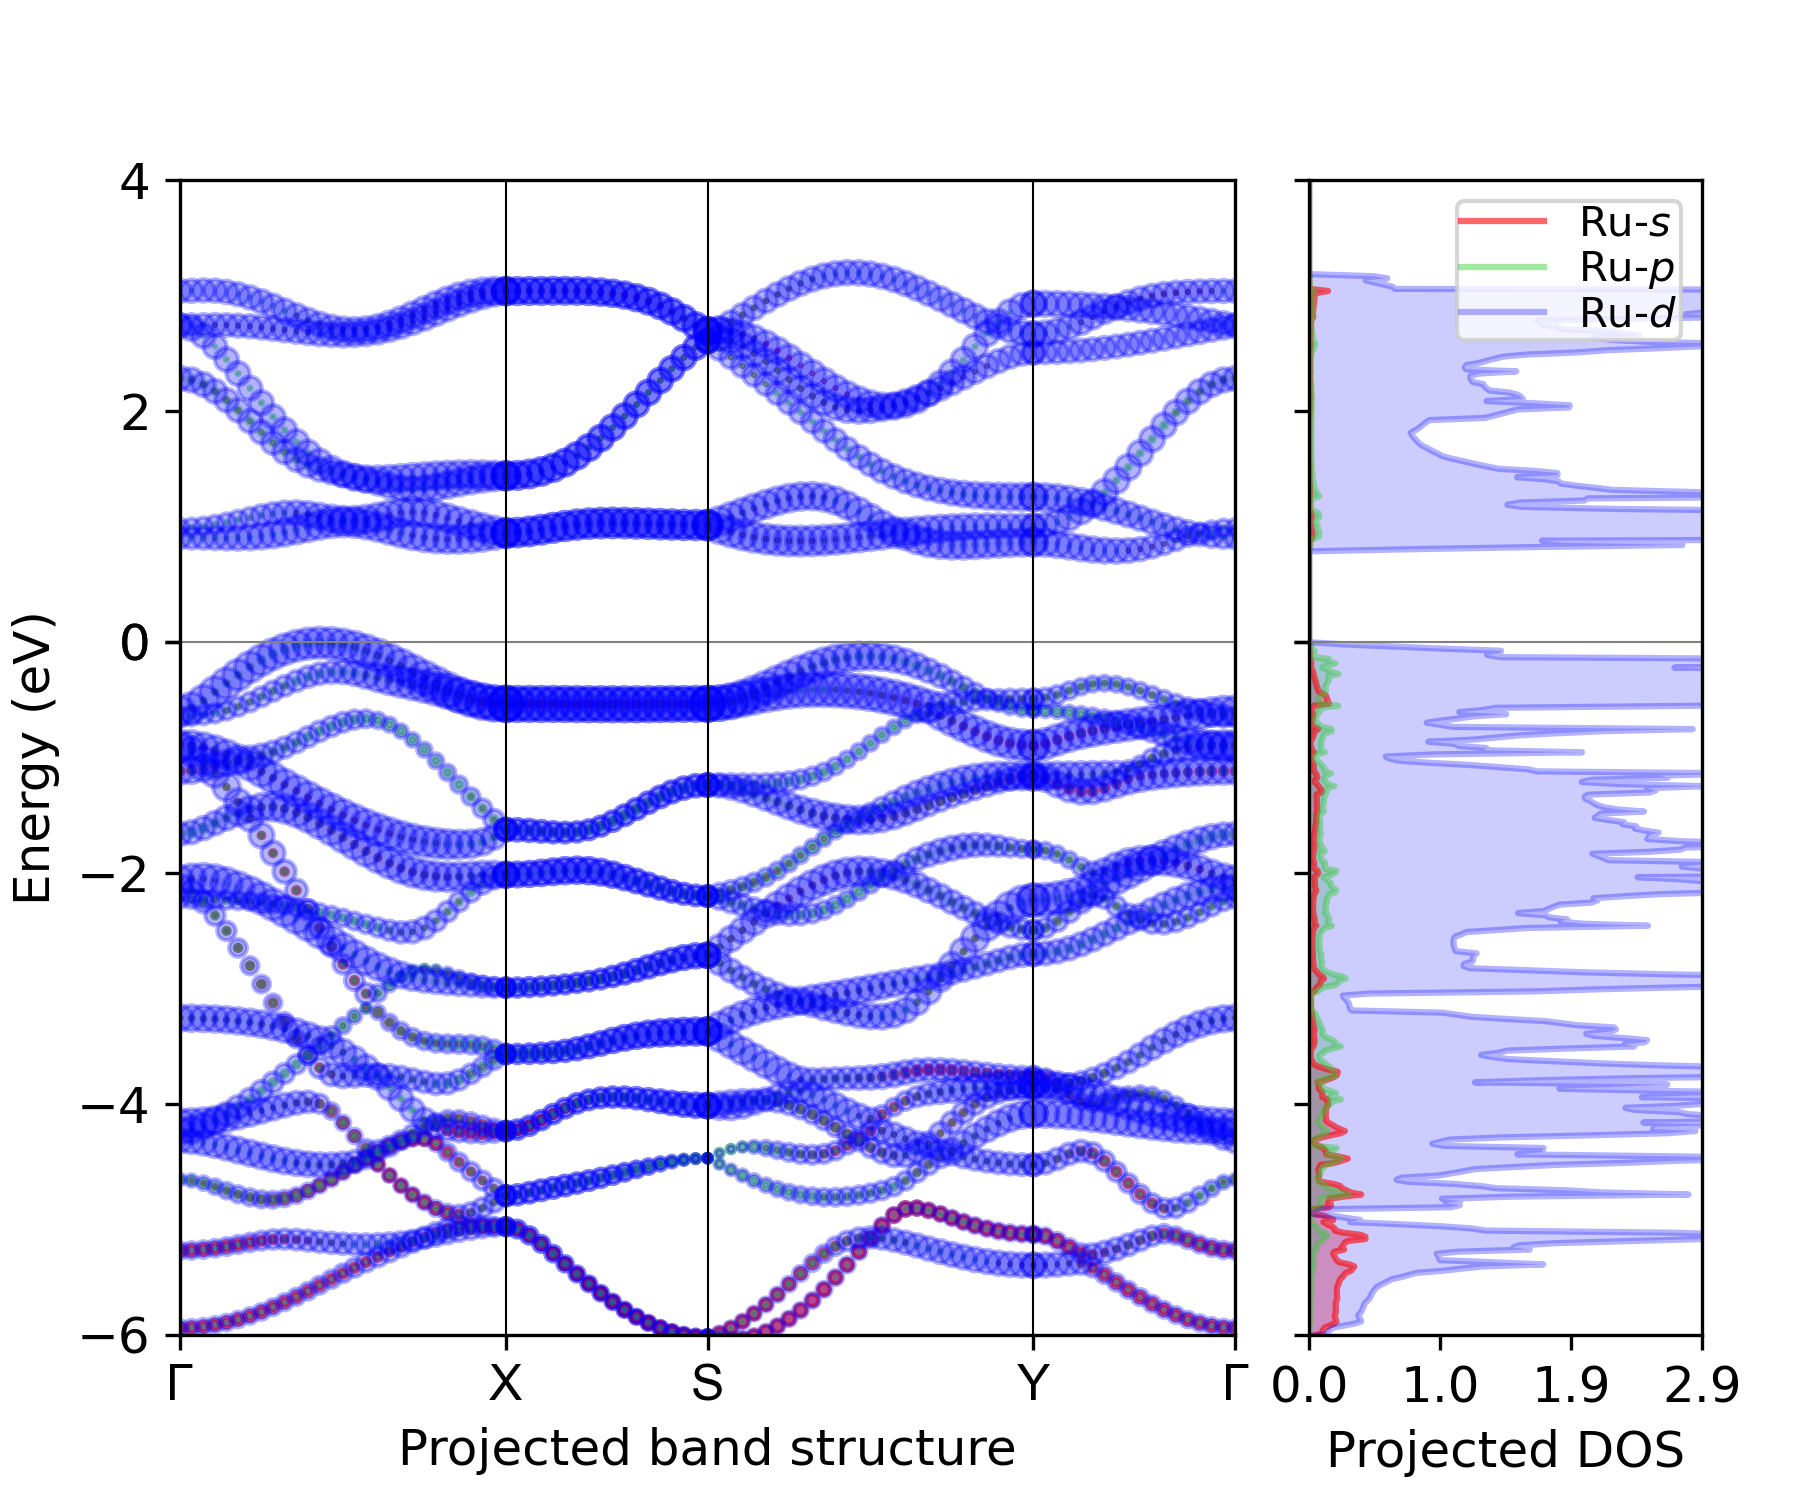 4
2
0
−2
−4
−6
Energy (eV)
Γ
X
S
Y
Γ
Projected band structure
Ru-s
Ru-p
Ru-d
0.0
1.0
1.9
2.9
Projected DOS